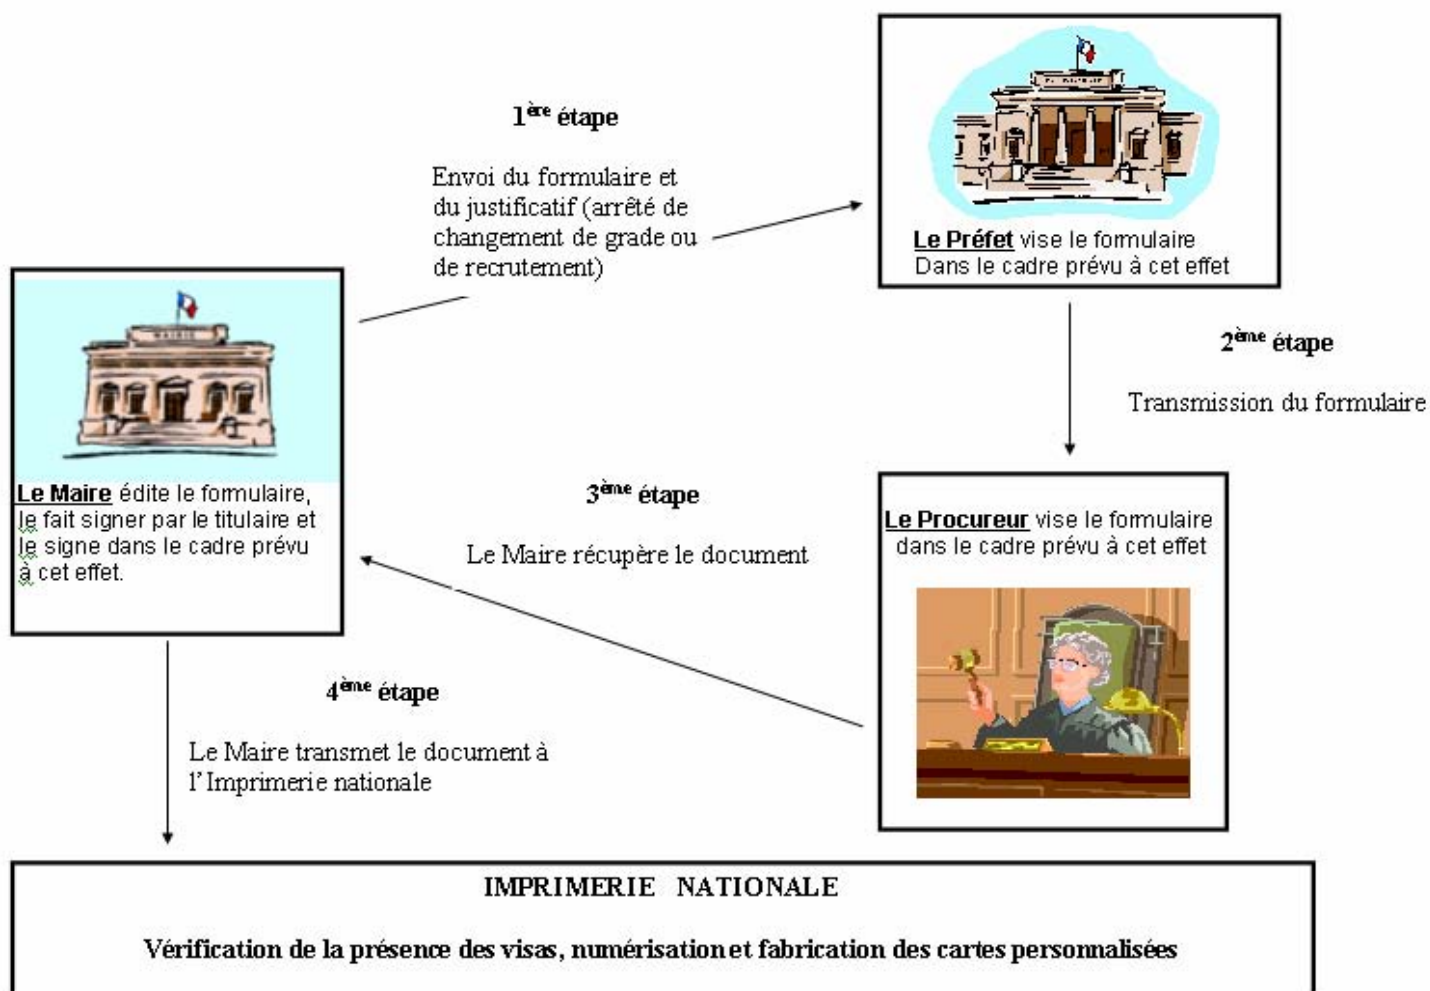 1ère étape
Envoi du formulaire et
du justificatif (arrêté de
changement de grade ou
de recrutement)
Le Préfet vise le formulaire
Dans le cadre prévu à cet effet
2ème étape
Transmission du formulaire
MAIRIE
Le Maire édite le formulaire,
le fait signer par le titulaire et
le signe dans le cadre prévu
à cet effet.
3ème étape
Le Maire récupère le document
Le Procureur vise le formulaire
dans le cadre prévu à cet effet
4ème étape
Le Maire transmet le document à
l'Imprimerie nationale
IMPRIMERIE NATIONALE
Vérification de la présence des visas, numérisation et fabrication des cartes personnalisées